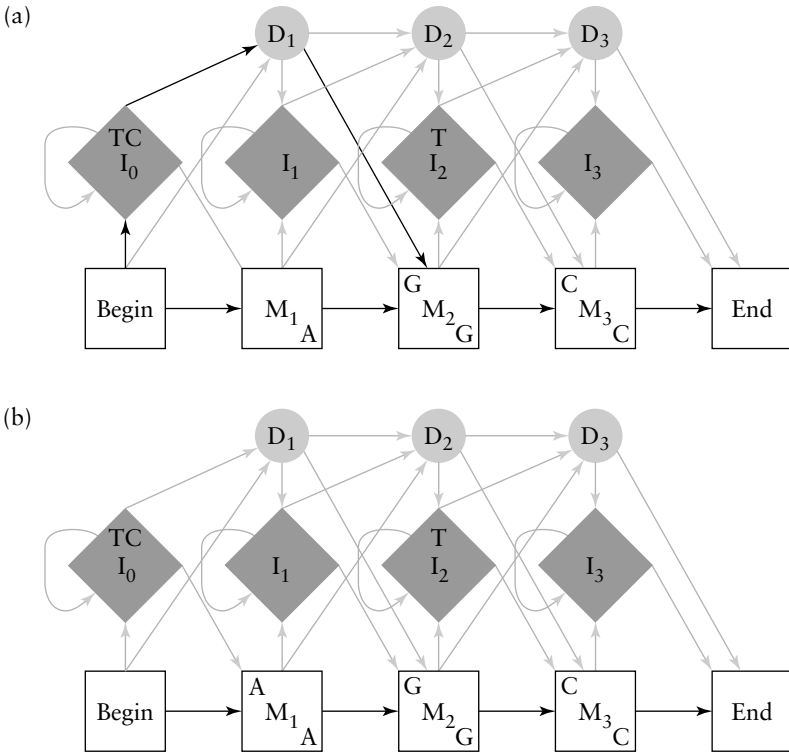 (a)
D1 D2 D3
TC T
I0 I1 I2 I3
G C
Begin M1 M2 M3 End
A G C
(b)
D1 D2 D3
TC T
I0 I1 I2 I3
A G C
Begin M1 M2 M3 End
A G C